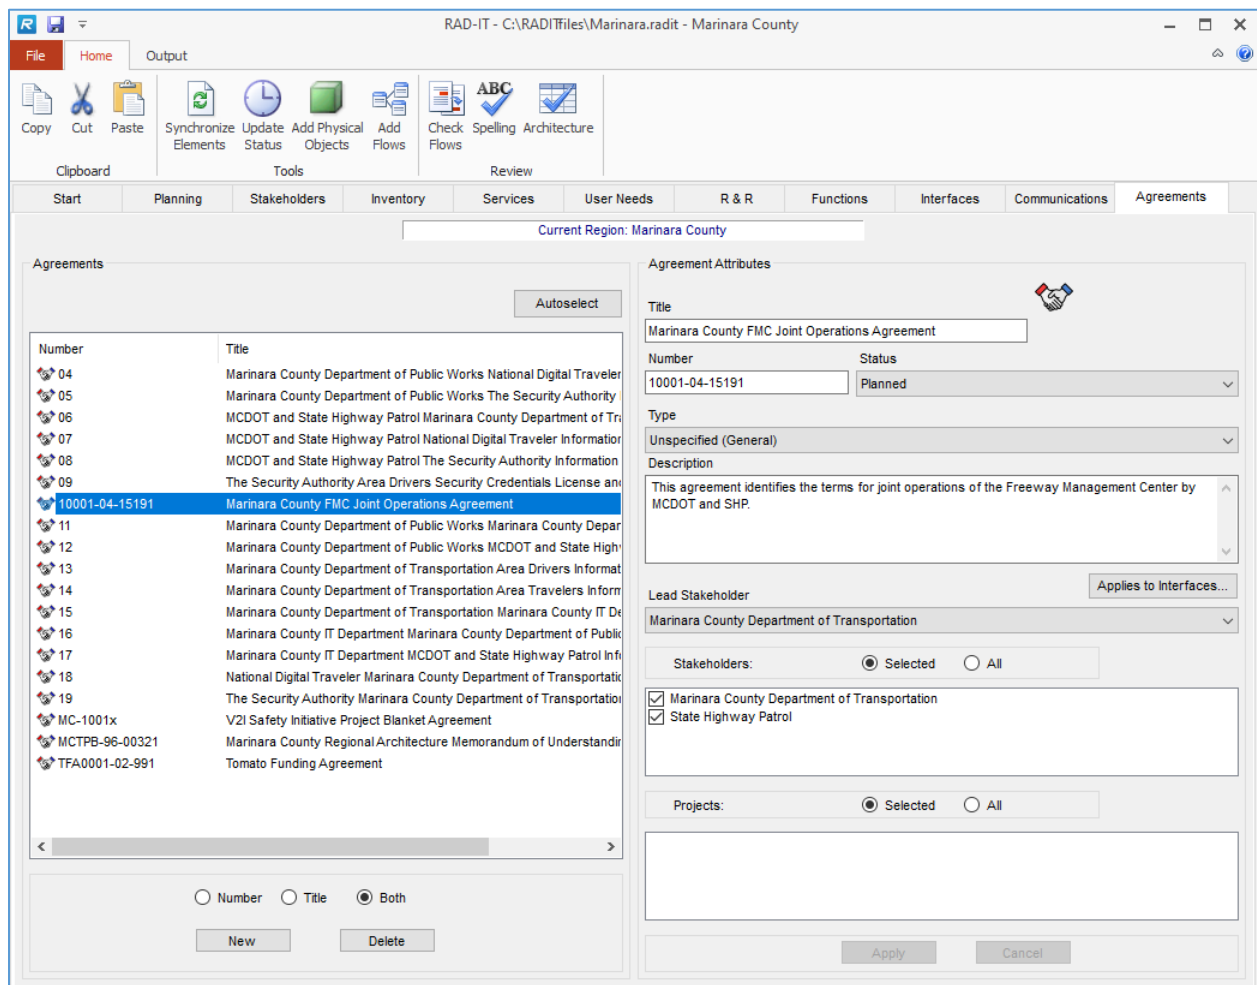 RAD-IT - C:\RADITfiles\Marinara.radit - Marinara County
File Home Output
Copy Cut Paste Synchronize Elements Update Status Add Physical Objects Add Flows Check Flows ABC Spelling Architecture
Clipboard Tools Review
Start Planning Stakeholders Inventory Services User Needs R & R Functions Interfaces Communications Agreements
Current Region: Marinara County
Agreements
Autoselect
Number Title
04 Marinara County Department of Public Works National Digital Traveler
05 Marinara County Department of Public Works The Security Authority
06 MCDOT and State Highway Patrol Marinara County Department of Tra
07 MCDOT and State Highway Patrol National Digital Traveler Information
08 MCDOT and State Highway Patrol The Security Authority Information
09 The Security Authority Area Drivers Security Credentials License and
10001-04-15191 Marinara County FMC Joint Operations Agreement
11 Marinara County Department of Public Works Marinara County Depar
12 Marinara County Department of Public Works MCDOT and State High
13 Marinara County Department of Transportation Area Drivers Informat
14 Marinara County Department of Transportation Area Travelers Inform
15 Marinara County Department of Transportation Marinara County IT De
16 Marinara County IT Department Marinara County Department of Public
17 Marinara County IT Department MCDOT and State Highway Patrol Info
18 National Digital Traveler Marinara County Department of Transportatio
19 The Security Authority Marinara County Department of Transportation
MC-1001x V2I Safety Initiative Project Blanket Agreement
MCTPB-96-00321 Marinara County Regional Architecture Memorandum of Understandin
TFA0001-02-991 Tomato Funding Agreement
Number Title Both
New Delete
Agreement Attributes
Title
Marinara County FMC Joint Operations Agreement
Number Status
10001-04-15191 Planned
Type
Unspecified (General)
Description
This agreement identifies the terms for joint operations of the Freeway Management Center by
MCDOT and SHP.
Applies to Interfaces...
Lead Stakeholder
Marinara County Department of Transportation
Stakeholders: Selected All
Marinara County Department of Transportation
State Highway Patrol
Projects: Selected All
Apply Cancel